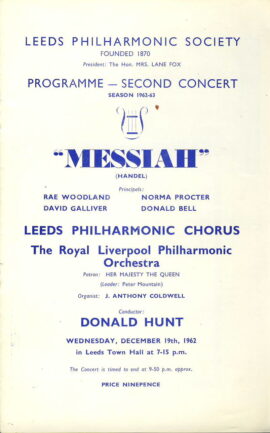 LEEDS PHILHARMONIC SOCIETY
FOUNDED 1870
President: The Hon. MRS. LANE FOX
PROGRAMME — SECOND CONCERT
SEASON 1962-63
"MESSIAH"
(HANDEL)
Principals:
RAE WOODLAND NORMA PROCTER
DAVID GALLIVER DONALD BELL
LEEDS PHILHARMONIC CHORUS
The Royal Liverpool Philharmonic
Orchestra
Patron: HER MAJESTY THE QUEEN
(Leader: Peter Mountain)
Organist: J. ANTHONY COLDWELL
Conductor:
DONALD HUNT
WEDNESDAY, DECEMBER 19th, 1962
in Leeds Town Hall at 7-15 p.m.
The Concert is timed to end at 9-50 p.m. approx.
PRICE NINEPENCE